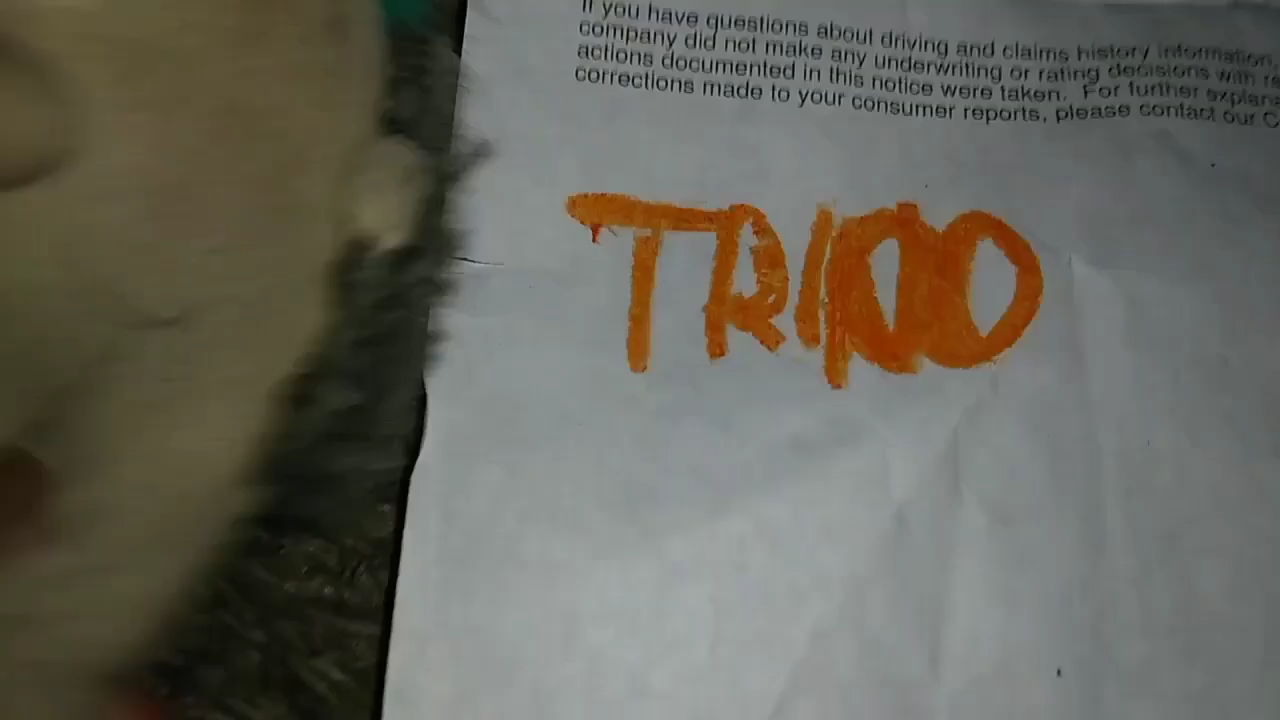 If you have questions about driving and claims history information,
company did not make any underwriting or rating decisions with
actions documented in this notice were taken. For further
corrections made to your consumer reports, please contact our
TR100